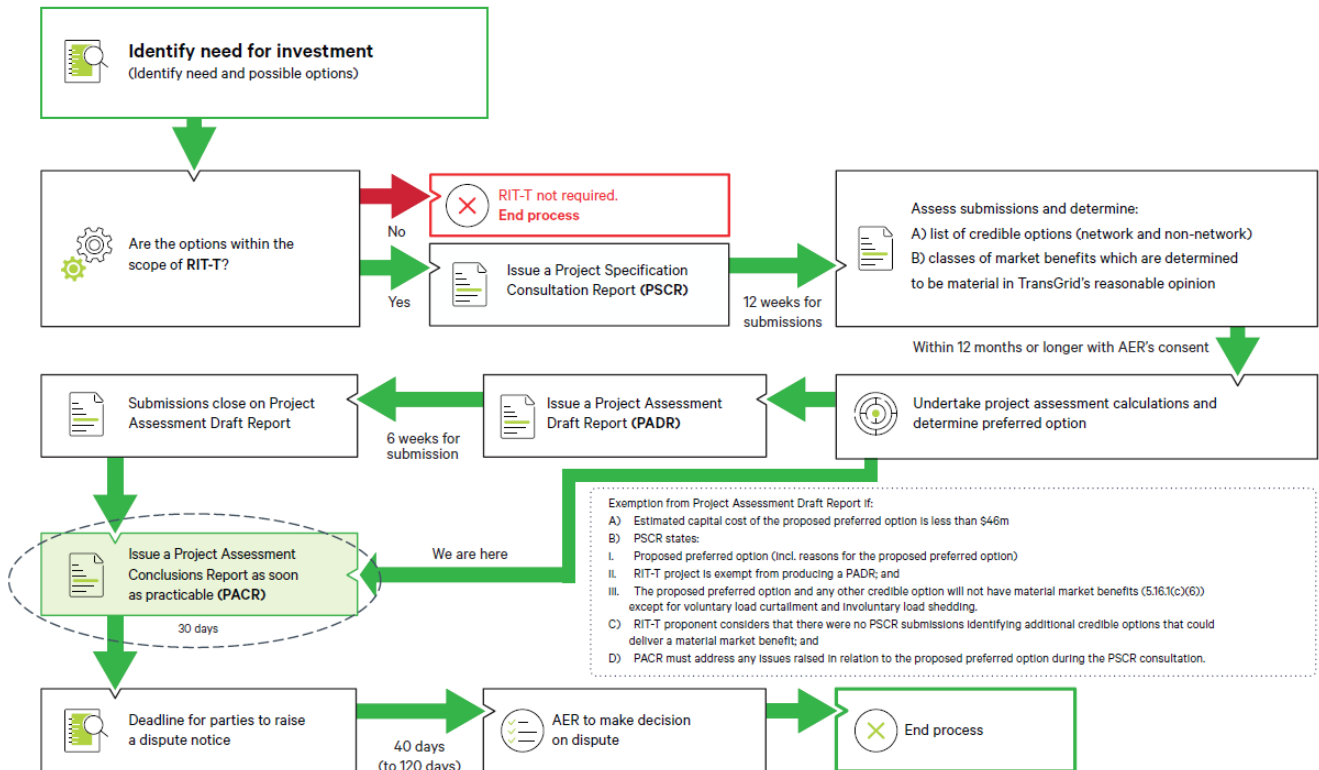 Identify need for investment
(Identify need and possible options)
Are the options within the
scope of RIT-T?
No
Yes
RIT-T not required.
End process
Issue a Project Specification
Consultation Report (PSCR)
12 weeks for
submissions
Assess submissions and determine:
A) list of credible options (network and non-network)
B) classes of market benefits which are determined
to be material in TransGrid's reasonable opinion
Within 12 months or longer with AER's consent
Undertake project assessment calculations and
determine preferred option
Issue a Project Assessment
Draft Report (PADR)
6 weeks for
submission
Submissions close on Project
Assessment Draft Report
Exemption from Project Assessment Draft Report if:
A) Estimated capital cost of the proposed preferred option is less than $46m
B) PSCR states:
I. Proposed preferred option (incl. reasons for the proposed preferred option)
II. RIT-T project is exempt from producing a PADR; and
III. The proposed preferred option and any other credible option will not have material market benefits (5.16.1(c)(6))
except for voluntary load curtailment and involuntary load shedding.
C) RIT-T proponent considers that there were no PSCR submissions identifying additional credible options that could
deliver a material market benefit; and
D) PACR must address any issues raised in relation to the proposed preferred option during the PSCR consultation.
We are here
Issue a Project Assessment
Conclusions Report as soon
as practicable (PACR)
30 days
Deadline for parties to raise
a dispute notice
40 days
(to 120 days)
AER to make decision
on dispute
End process